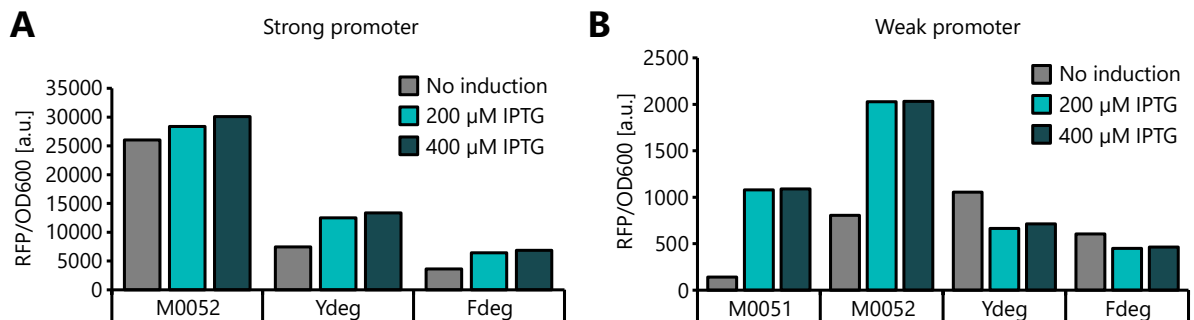 A
Strong promoter
RFP/OD600 [a.u.]
35000
30000
25000
20000
15000
10000
5000
0
No induction
200 µM IPTG
400 µM IPTG
M0052
Ydeg
Fdeg
B
Weak promoter
RFP/OD600 [a.u.]
2500
2000
1500
1000
500
0
No induction
200 µM IPTG
400 µM IPTG
M0051
M0052
Ydeg
Fdeg